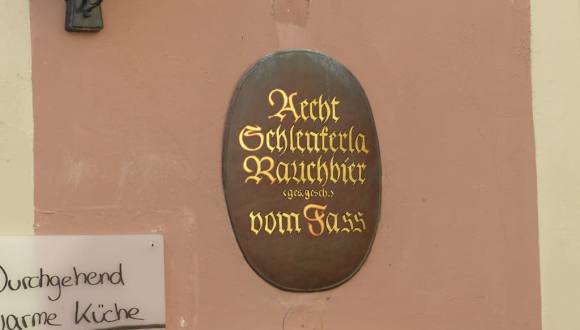 Aecht
Schlenkerla
Rauchbier
(ges. gesch.)
vom Fass
Durchgehend
warme Küche